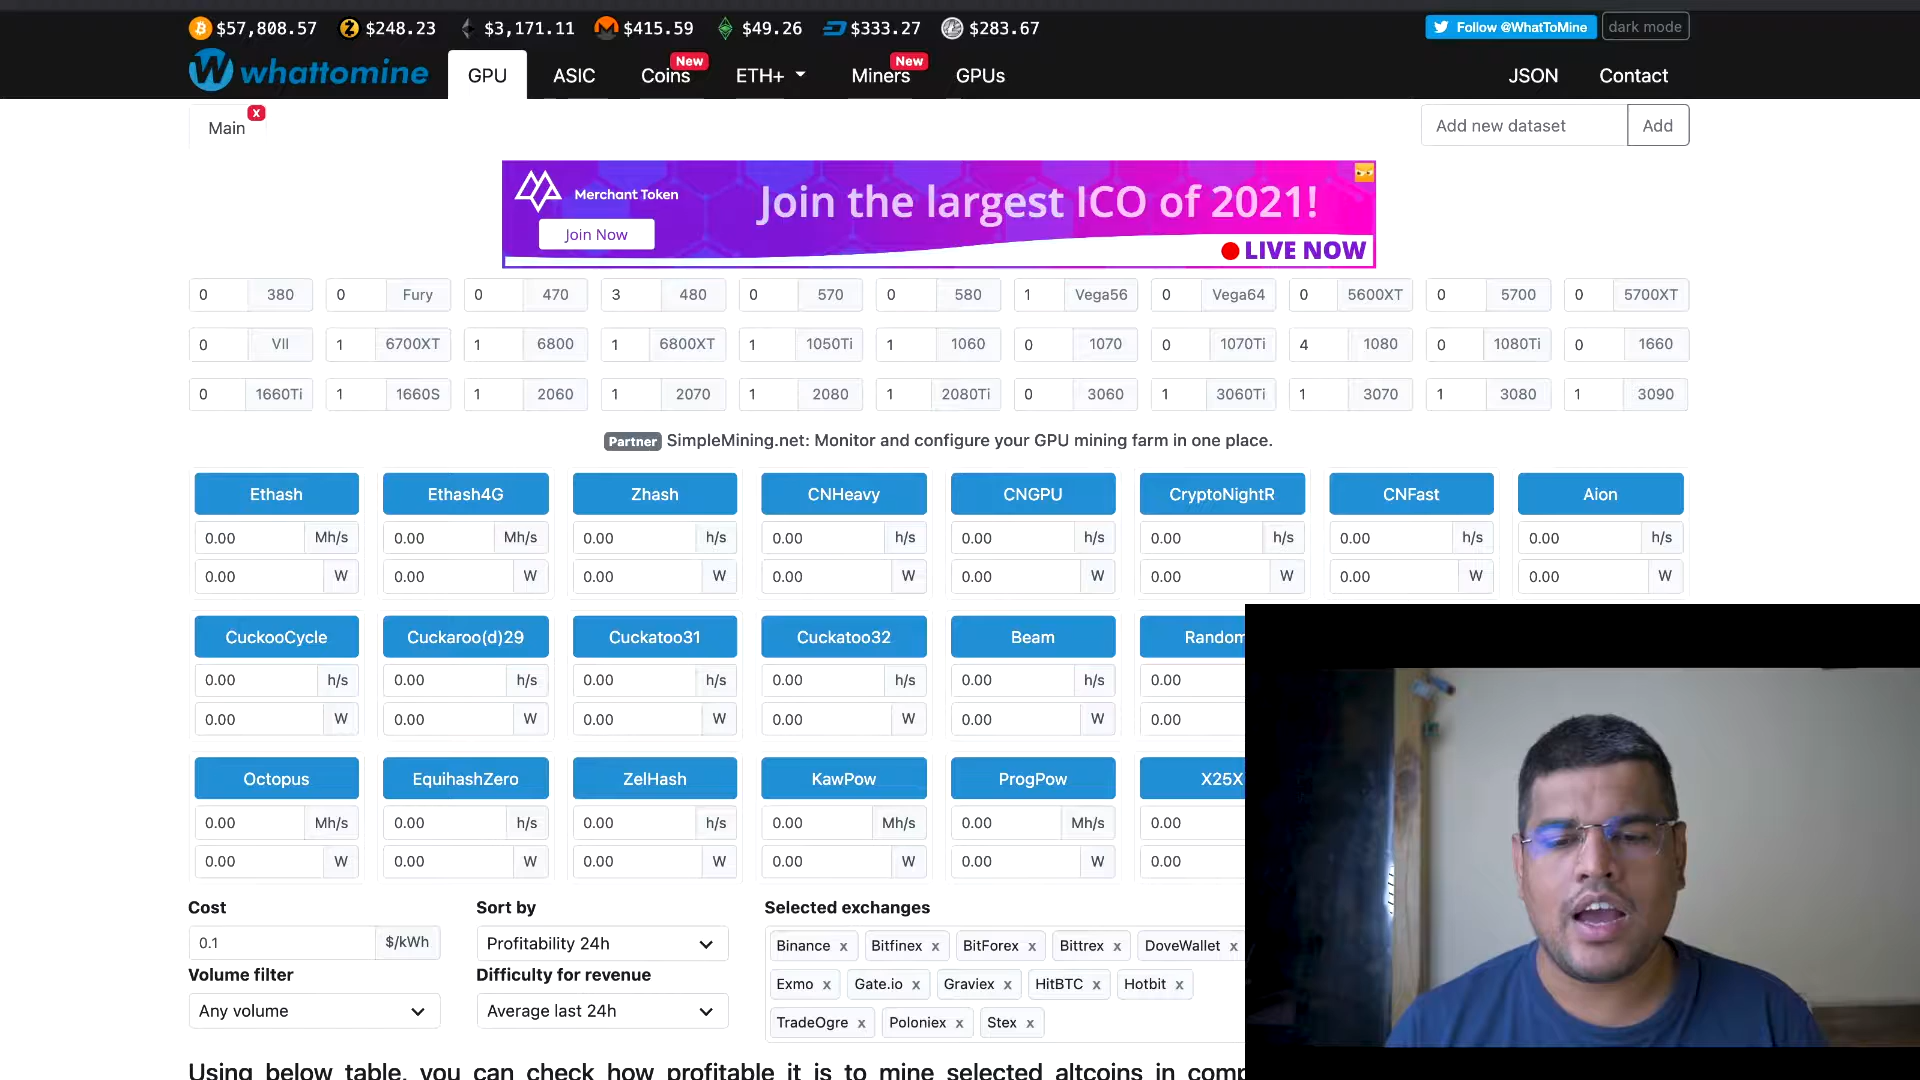 $57,808.57 $248.23 $3,171.11 $415.59 $49.26 $333.27 $283.67 Follow @WhatToMine dark mode
whattomine GPU ASIC Coins New ETH+ Miners New GPUs JSON Contact
Main x Add new dataset Add
Merchant Token
Join Now
Join the largest ICO of 2021!
LIVE NOW
0 380 0 Fury 0 470 3 480 0 570 0 580 1 Vega56 0 Vega64 0 5600XT 0 5700 0 5700XT
0 VII 1 6700XT 1 6800 1 6800XT 1 1050Ti 1 1060 0 1070 0 1070Ti 4 1080 0 1080Ti 0 1660
0 1660Ti 1 1660S 1 2060 1 2070 1 2080 1 2080Ti 0 3060 1 3060Ti 1 3070 1 3080 1 3090
Partner SimpleMining.net: Monitor and configure your GPU mining farm in one place.
Ethash Ethash4G Zhash CNHeavy CNGPU CryptoNightR CNFast Aion
0.00 Mh/s 0.00 Mh/s 0.00 h/s 0.00 h/s 0.00 h/s 0.00 h/s 0.00 h/s 0.00 h/s
0.00 W 0.00 W 0.00 W 0.00 W 0.00 W 0.00 W 0.00 W 0.00 W
CuckooCycle Cuckaroo(d)29 Cuckatoo31 Cuckatoo32 Beam Random
0.00 h/s 0.00 h/s 0.00 h/s 0.00 h/s 0.00 h/s 0.00
0.00 W 0.00 W 0.00 W 0.00 W 0.00 W 0.00
Octopus EquihashZero ZelHash KawPow ProgPow X25X
0.00 Mh/s 0.00 h/s 0.00 h/s 0.00 Mh/s 0.00 Mh/s 0.00
0.00 W 0.00 W 0.00 W 0.00 W 0.00 W 0.00
Cost Sort by Selected exchanges
0.1 $/kWh Profitability 24h Binance x Bitfinex x BitForex x Bittrex x DoveWallet x
Volume filter Difficulty for revenue Exmo x Gate.io x Graviex x HitBTC x Hotbit x
Any volume Average last 24h TradeOgre x Poloniex x Stex x
Using below table, you can check how profitable it is to mine selected altcoins in comp